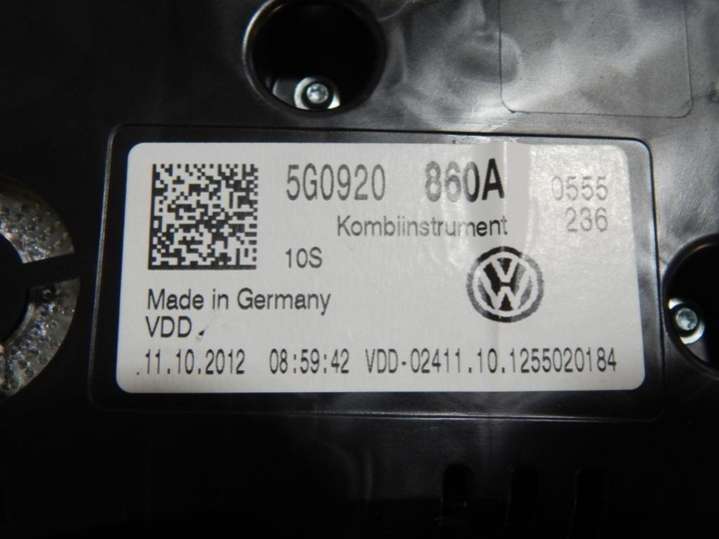 5G0920 860A 0555
Kombiinstrument 236
10S
Made in Germany
VDD
11.10.2012 08:59:42 VDD-02411.10.1255020184